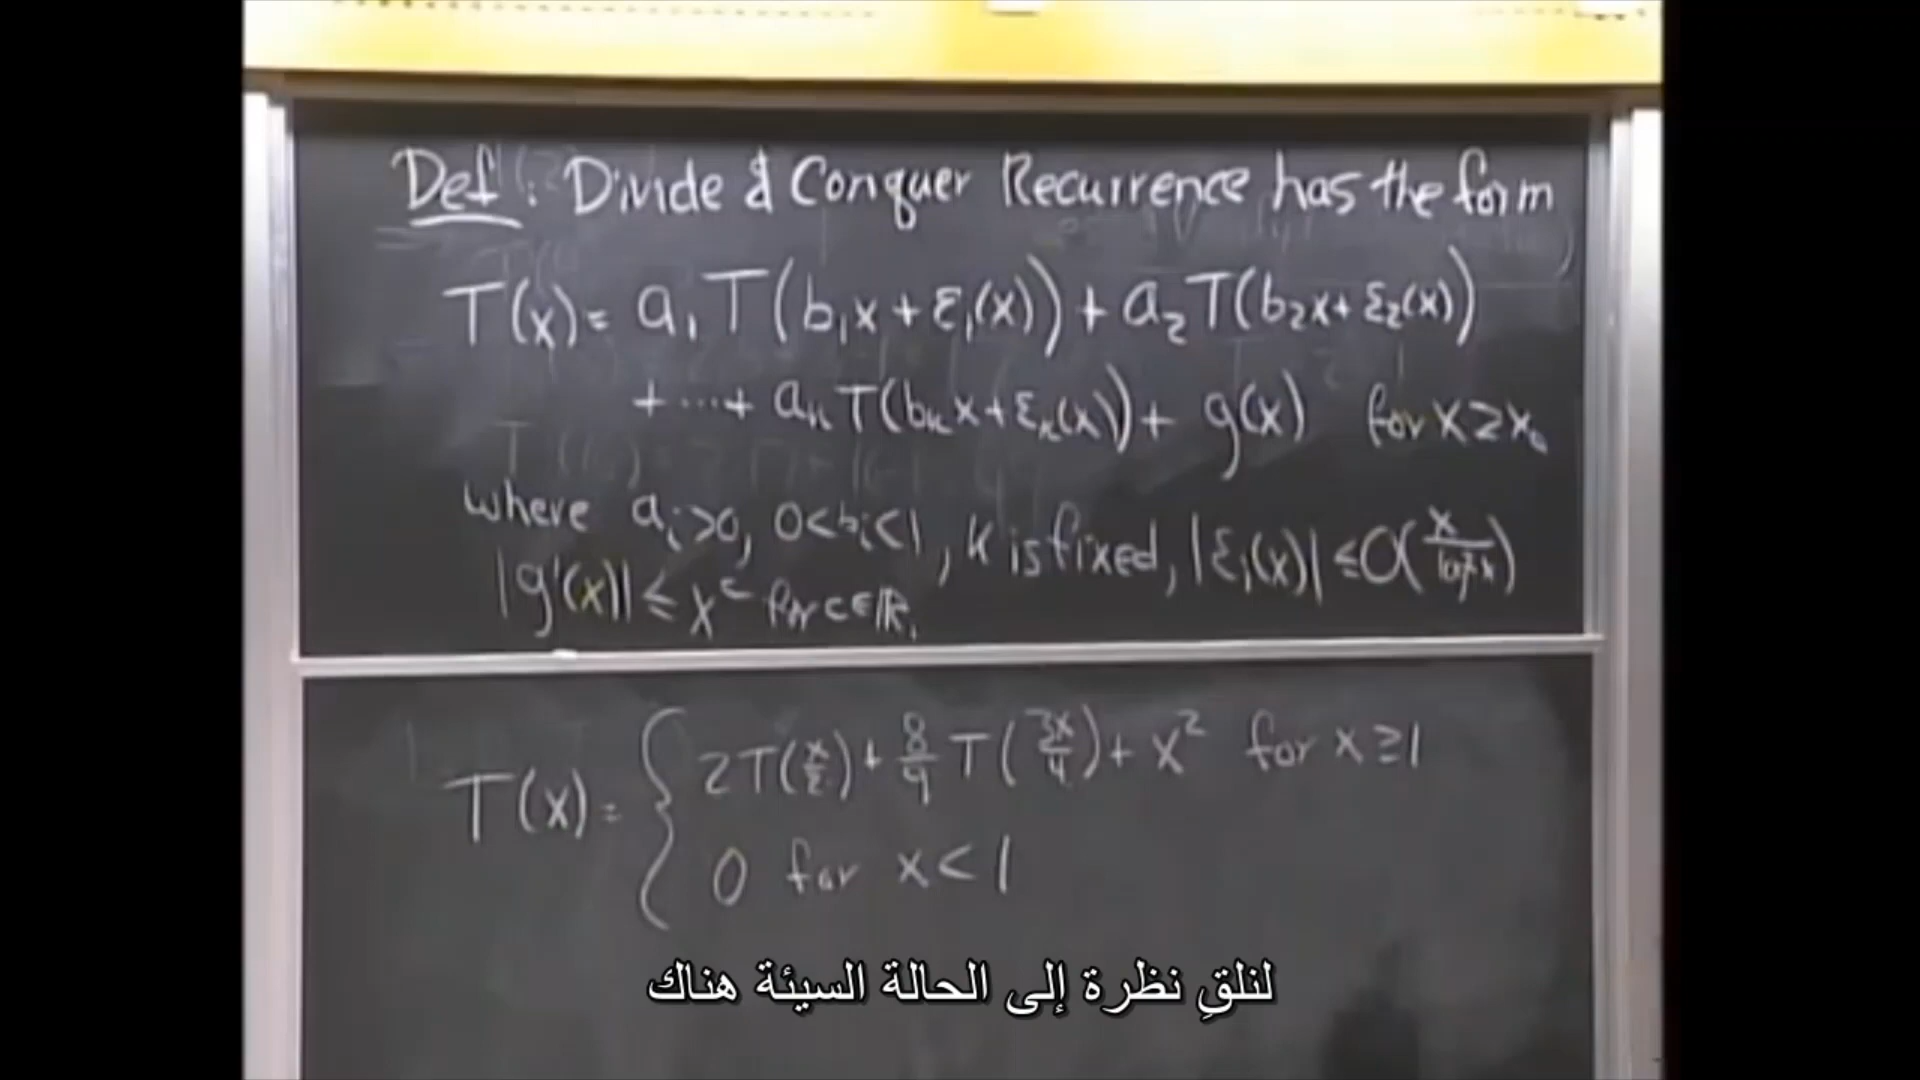 Def: Divide & Conquer Recurrence has the form
T(x) = a₁T(b₁x + ε₁(x)) + a₂T(b₂x + ε₂(x))
+ ... + aₖT(bₖx + εₖ(x)) + g(x) for x ≥ x₀
where aᵢ>0, 0<bᵢ<1, K is fixed, |εᵢ(x)| ≤ O(x/log²x)
|g'(x)| ≤ x^c for c∈ℝ.
T(x) = { 2T(x/2) + 8/9 T(3x/4) + x² for x ≥ 1
0 for x < 1
لنلقِ نظرة إلى الحالة السيئة هناك